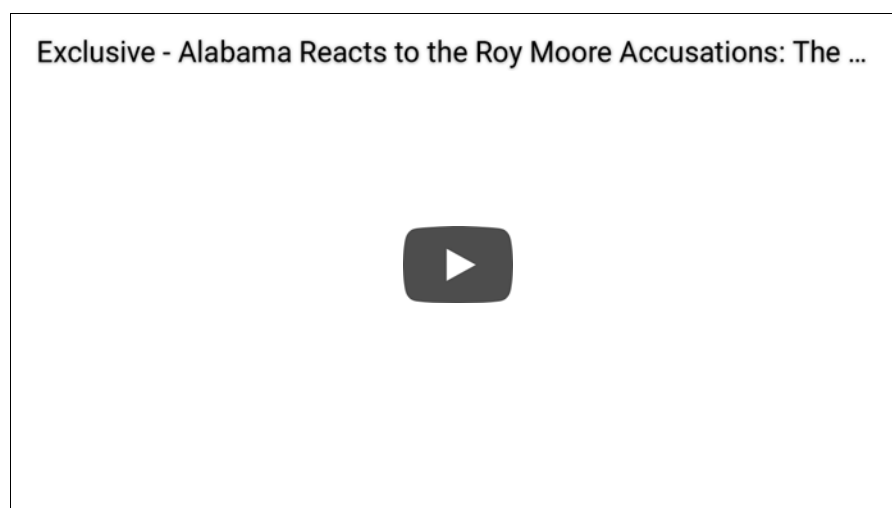 Exclusive - Alabama Reacts to the Roy Moore Accusations: The ...